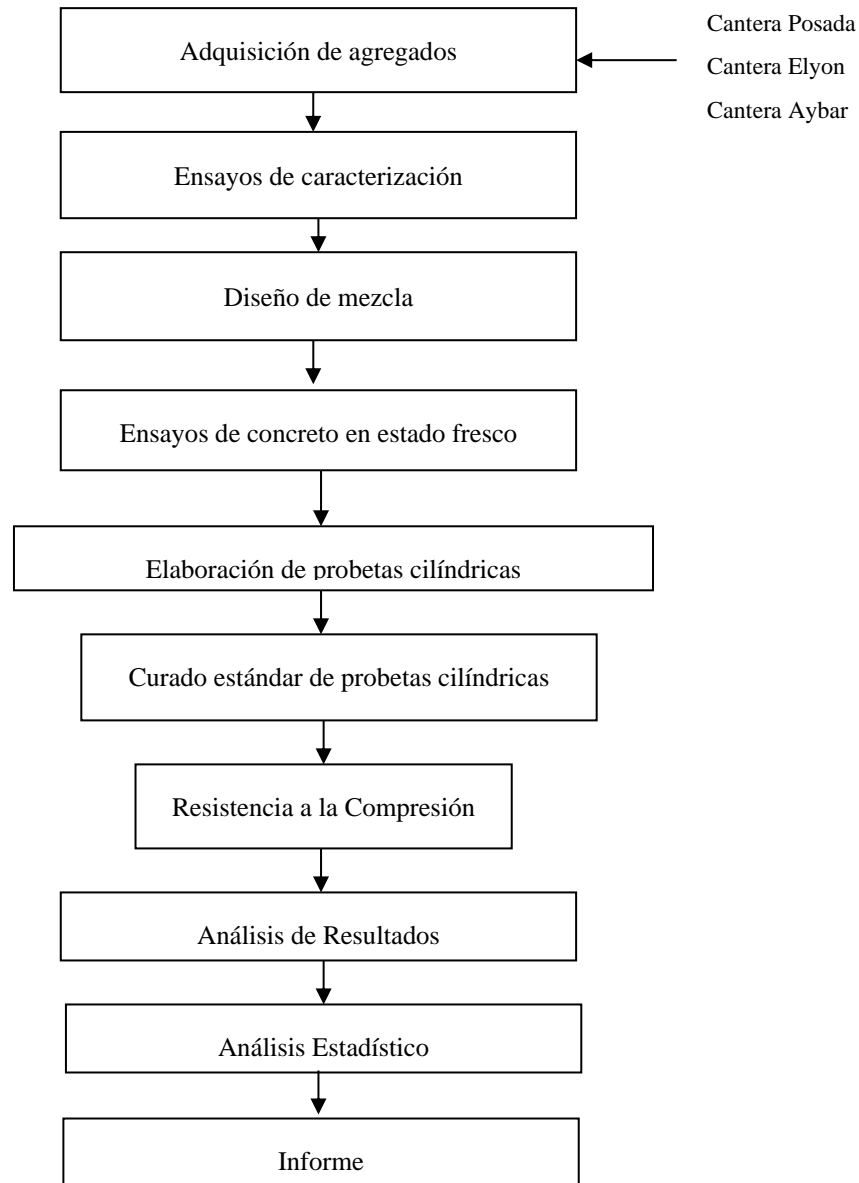 Adquisición de agregados
Cantera Posada
Cantera Elyon
Cantera Aybar
Ensayos de caracterización
Diseño de mezcla
Ensayos de concreto en estado fresco
Elaboración de probetas cilíndricas
Curado estándar de probetas cilíndricas
Resistencia a la Compresión
Análisis de Resultados
Análisis Estadístico
Informe